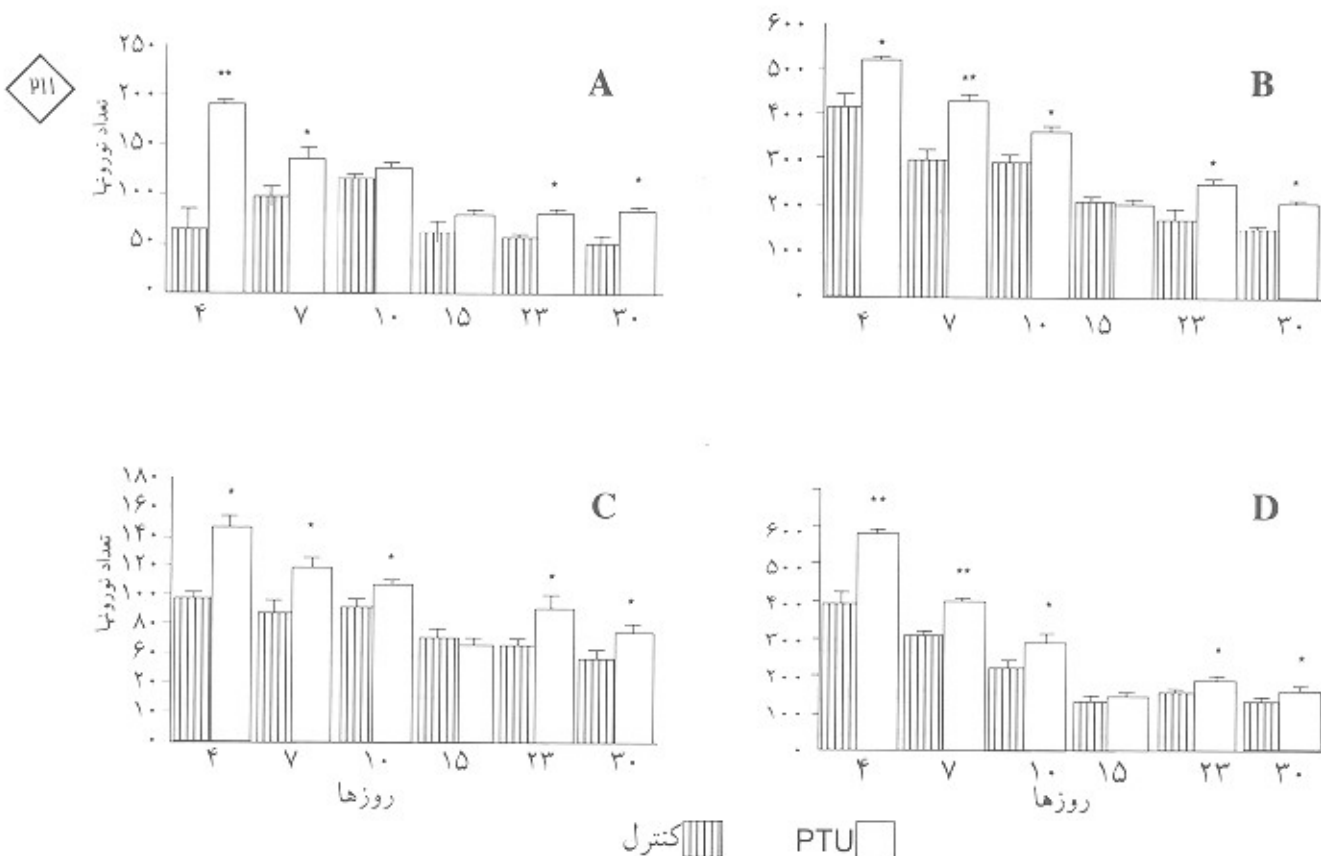 A
۲۵۰
۲۰۰
۱۵۰
۱۰۰
۵۰
۰
تعداد نورونها
** * * *
۴ ۷ ۱۰ ۱۵ ۲۳ ۳۰
B
۶۰۰
۵۰۰
۴۰۰
۳۰۰
۲۰۰
۱۰۰
۰
* ** * * *
۴ ۷ ۱۰ ۱۵ ۲۳ ۳۰
C
۱۸۰
۱۶۰
۱۴۰
۱۲۰
۱۰۰
۸۰
۶۰
۲۰
۱۰
۰
تعداد نورونها
* * * * *
۴ ۷ ۱۰ ۱۵ ۲۳ ۳۰
روزها
D
۶۰۰
۵۰۰
۴۰۰
۳۰۰
۲۰۰
۱۰۰
۰
** ** * * *
۴ ۷ ۱۰ ۱۵ ۲۳ ۳۰
روزها
کنترل
PTU